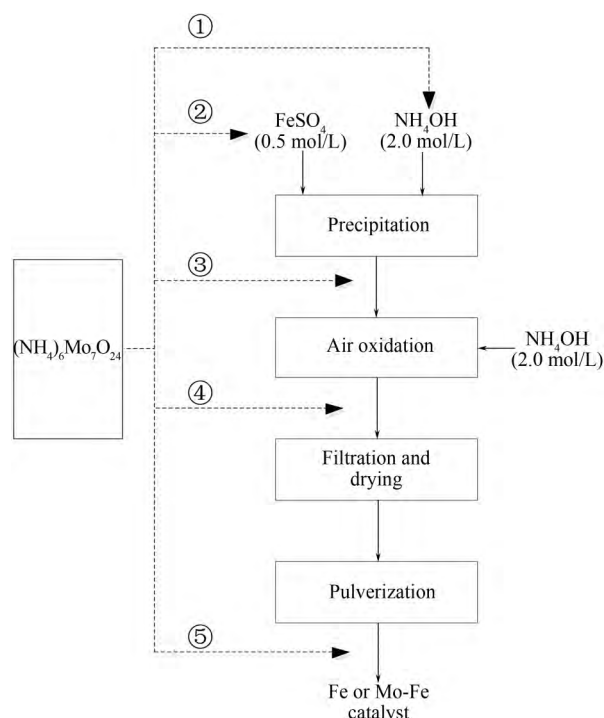 ①
②
FeSO₄
(0.5 mol/L)
NH₄OH
(2.0 mol/L)
Precipitation
③
(NH₄)₆Mo₇O₂₄
Air oxidation
NH₄OH
(2.0 mol/L)
④
Filtration and
drying
Pulverization
⑤
Fe or Mo-Fe
catalyst